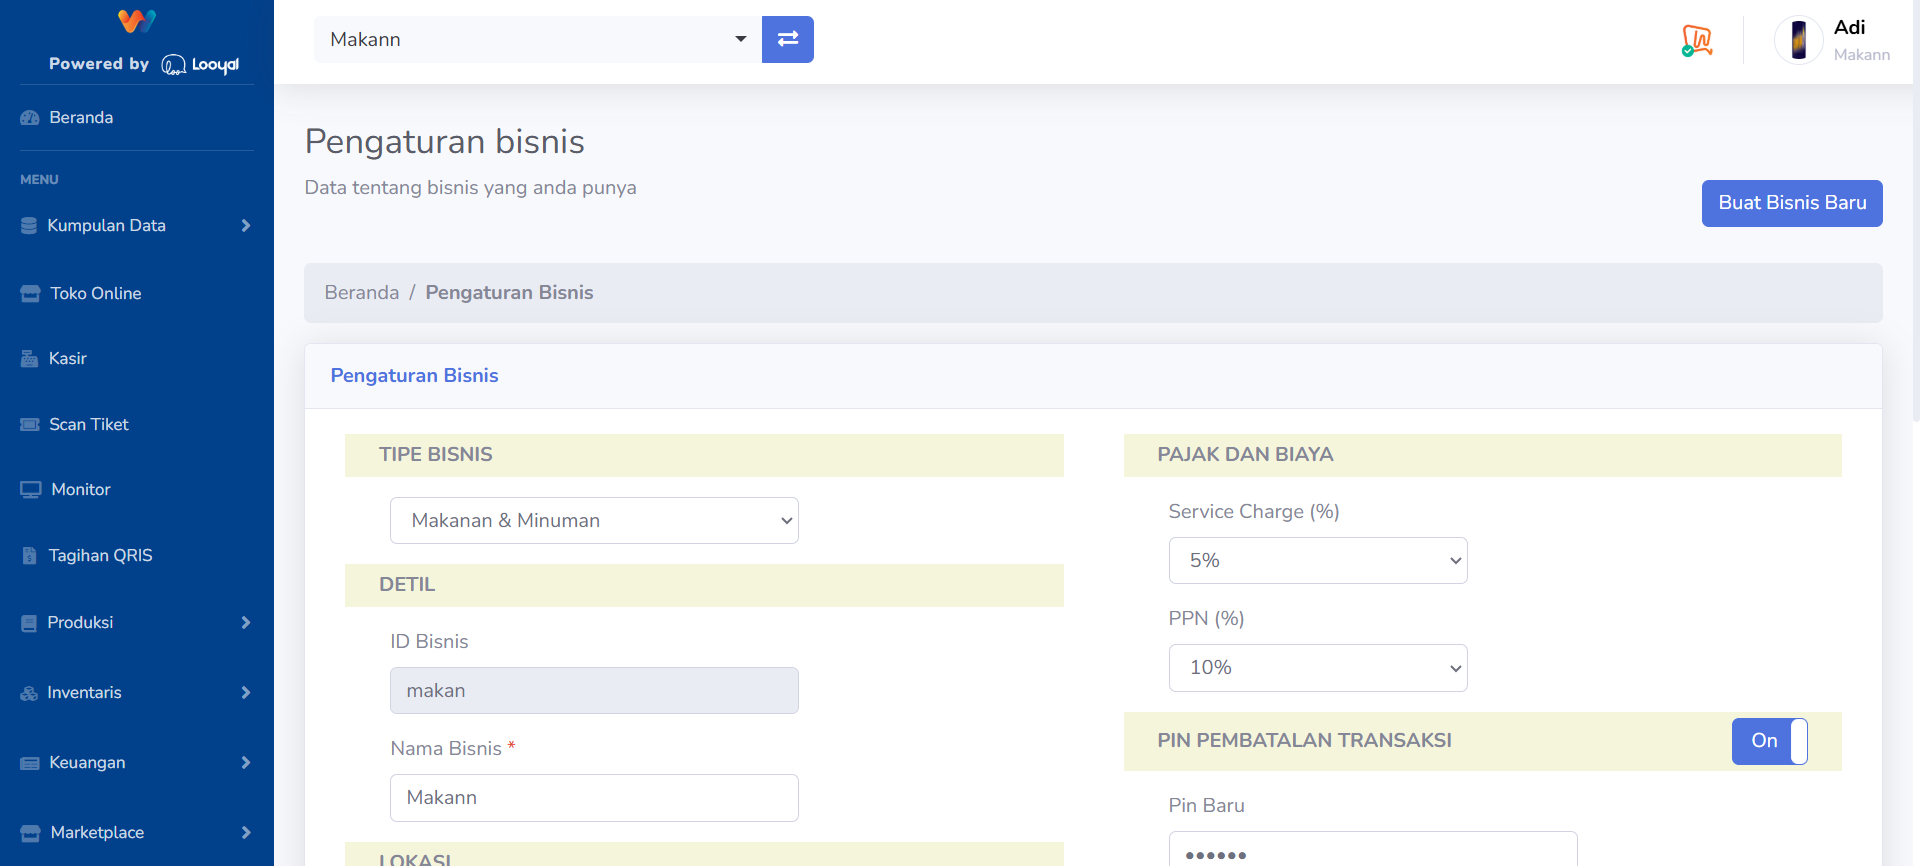 Powered by Looyal
Beranda
MENU
Kumpulan Data
Toko Online
Kasir
Scan Tiket
Monitor
Tagihan QRIS
Produksi
Inventaris
Keuangan
Marketplace
Makann
Adi
Makann
Pengaturan bisnis
Data tentang bisnis yang anda punya
Buat Bisnis Baru
Beranda / Pengaturan Bisnis
Pengaturan Bisnis
TIPE BISNIS
Makanan & Minuman
DETIL
ID Bisnis
makan
Nama Bisnis *
Makann
LOKASI
PAJAK DAN BIAYA
Service Charge (%)
5%
PPN (%)
10%
PIN PEMBATALAN TRANSAKSI
On
Pin Baru
••••••